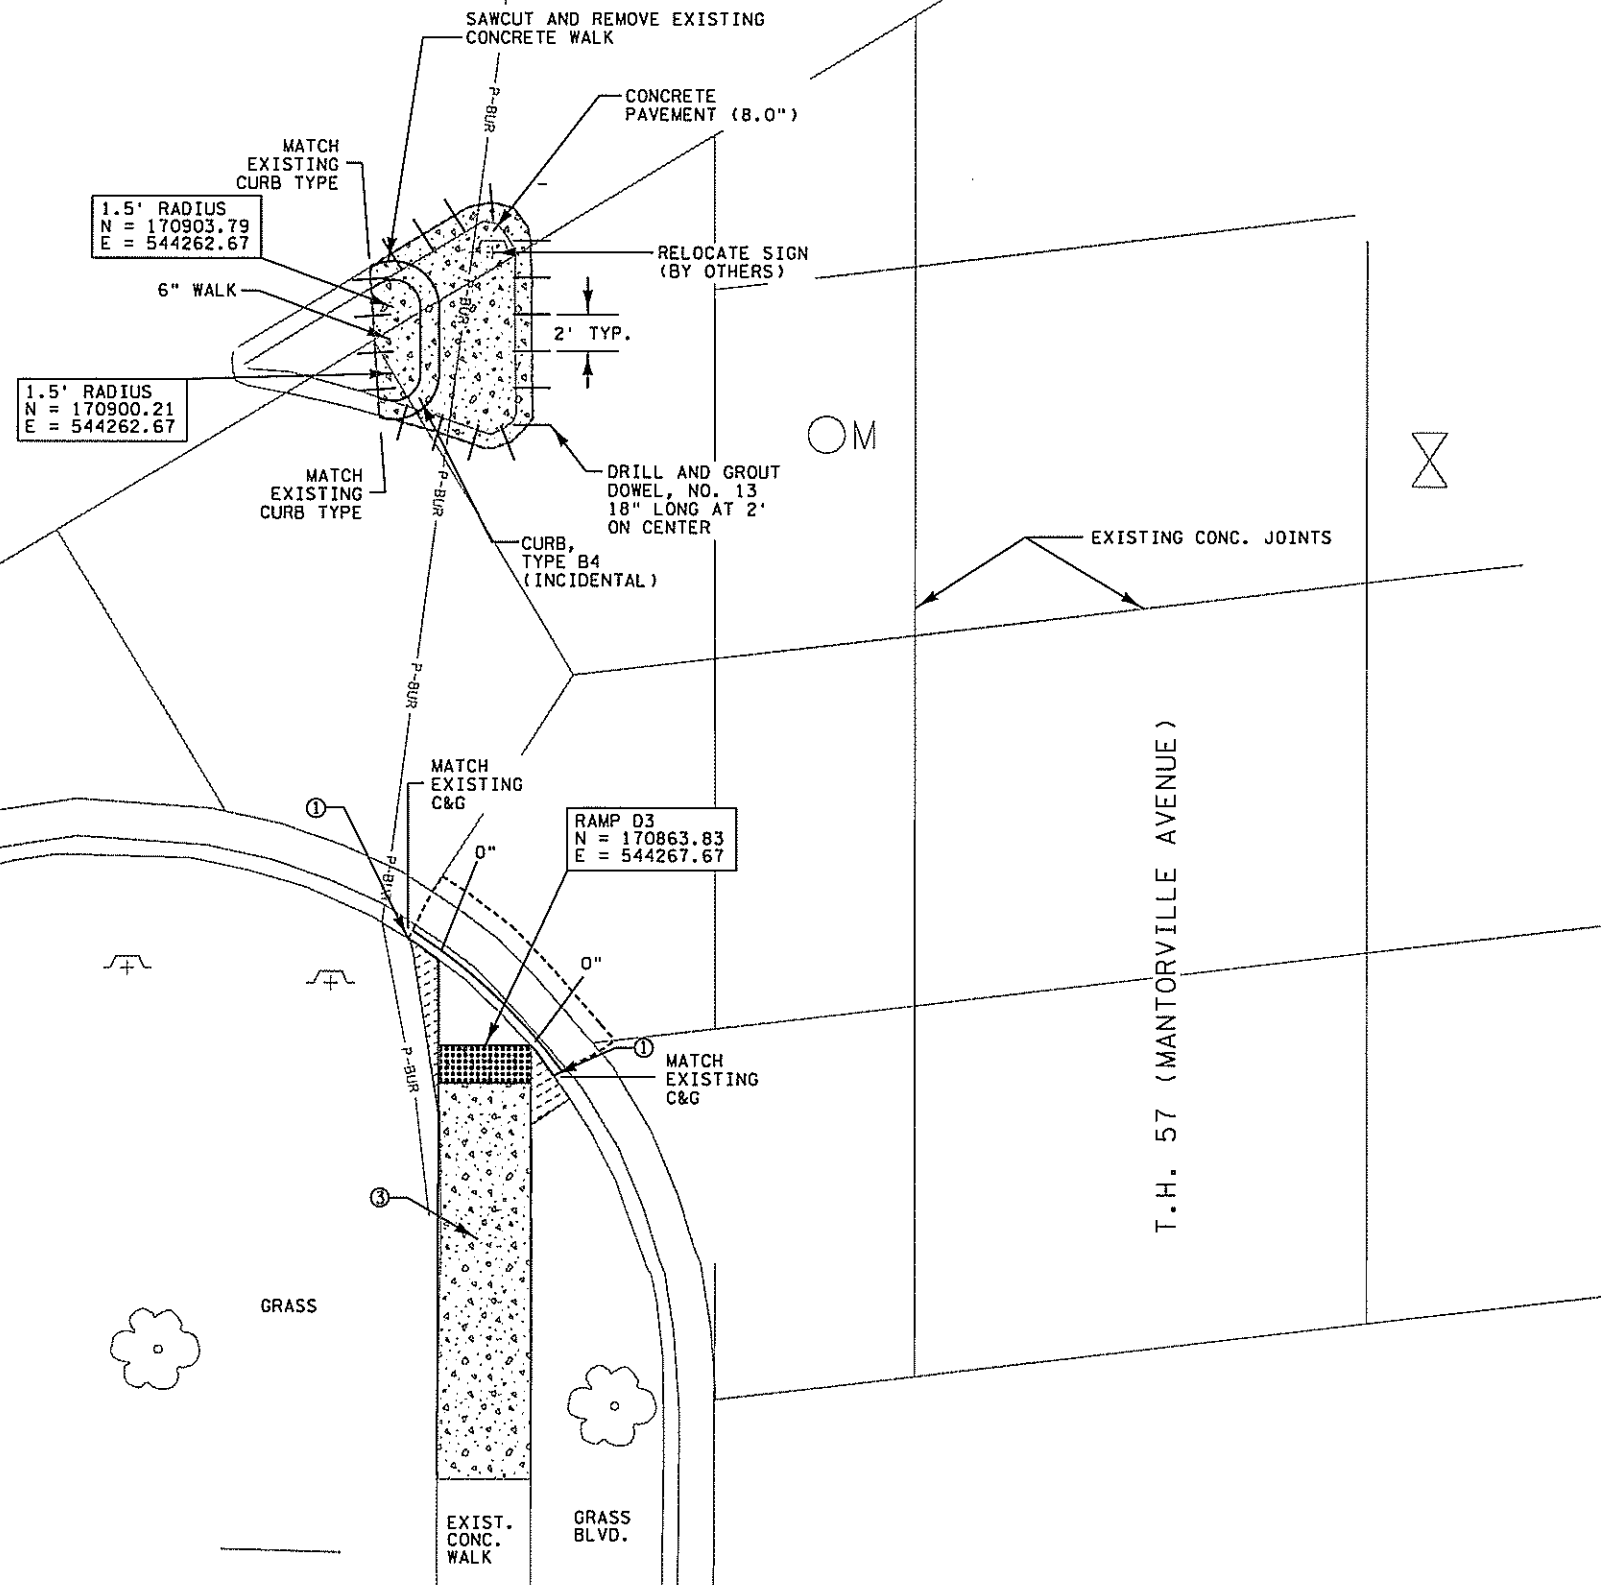 SAWCUT AND REMOVE EXISTING
CONCRETE WALK
P-BUR
CONCRETE
PAVEMENT (8.0")
MATCH
EXISTING
CURB TYPE
1.5' RADIUS
N = 170903.79
E = 544262.67
RELOCATE SIGN
(BY OTHERS)
6" WALK
P-BUR
2' TYP.
1.5' RADIUS
N = 170900.21
E = 544262.67
M
MATCH
EXISTING
CURB TYPE
P-BUR
DRILL AND GROUT
DOWEL, NO. 13
18" LONG AT 2'
ON CENTER
CURB,
TYPE B4
(INCIDENTAL)
EXISTING CONC. JOINTS
P-BUR
MATCH
EXISTING
C&G
1
RAMP D3
N = 170863.83
E = 544267.67
0"
P-BUR
0"
1
MATCH
EXISTING
C&G
P-BUR
T.H. 57 (MANTORVILLE AVENUE)
3
GRASS
EXIST.
CONC.
WALK
GRASS
BLVD.